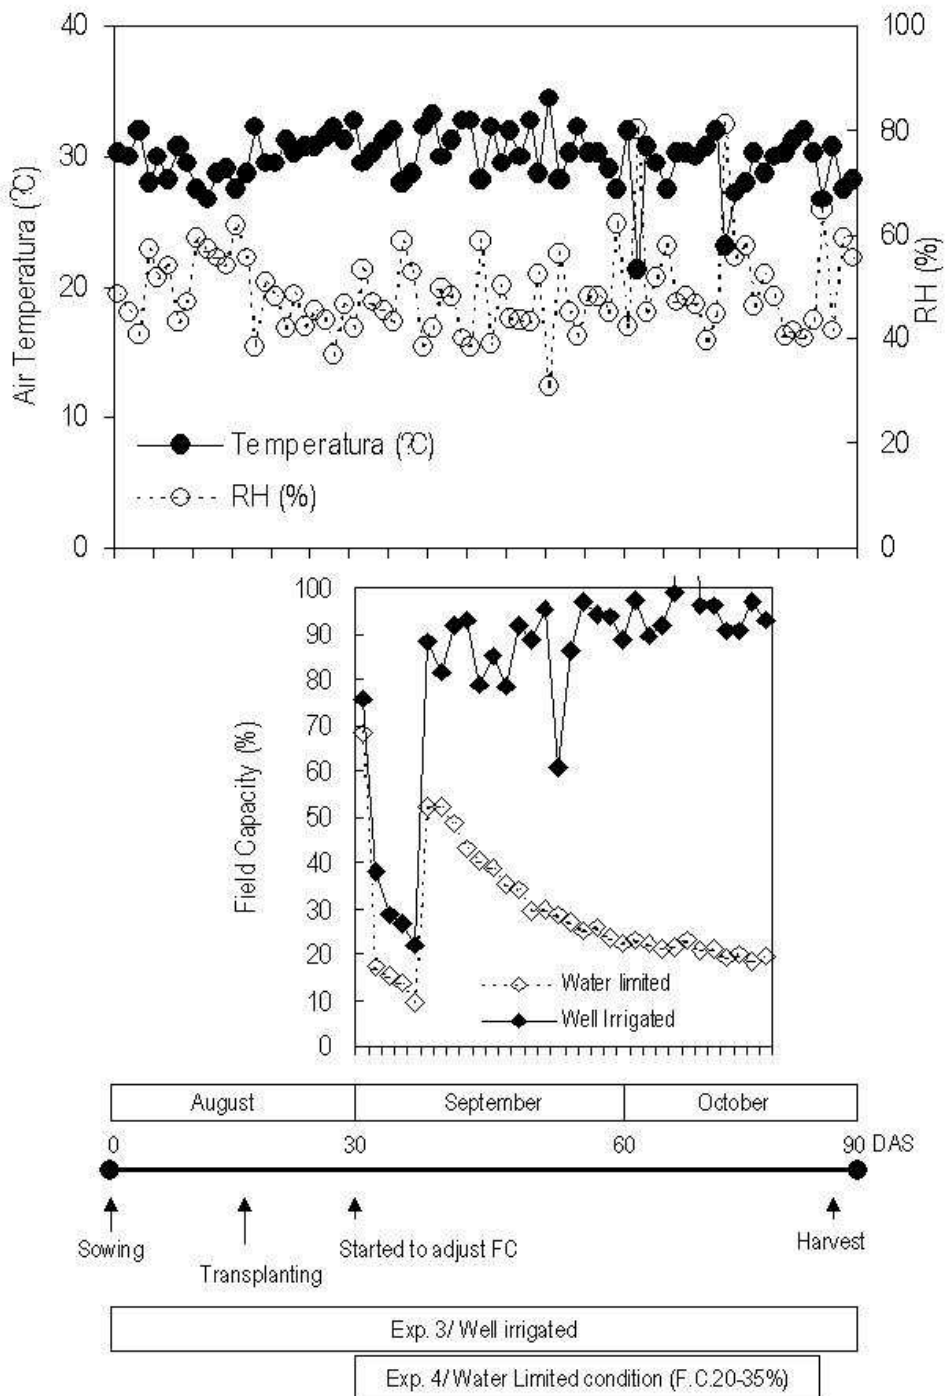 40
100
30
80
60
20
40
10
20
0
0
Air Temperatura (?C)
RH (%)
Temperatura (?C)
RH (%)
100
90
80
70
60
50
40
30
20
10
0
Field Capacity (%)
Water limited
Well Irrigated
August September October
0 30 60 90 DAS
Sowing
Transplanting
Started to adjust FC
Harvest
Exp. 3/ Well irrigated
Exp. 4/ Water Limited condition (F.C.20-35%)